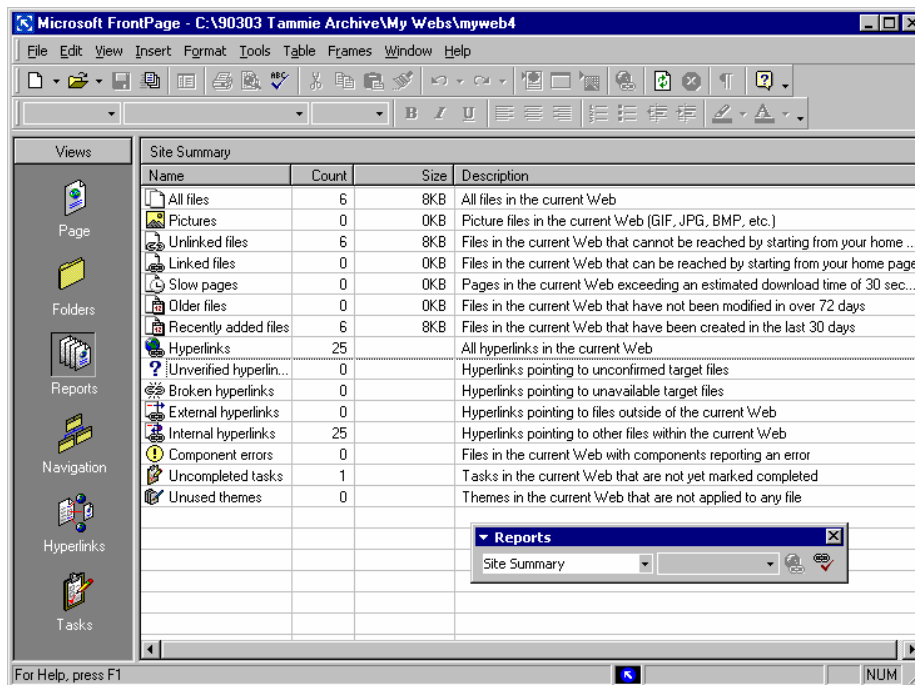 Microsoft FrontPage - C:\90303 Tammie Archive\My Webs\myweb4
File Edit View Insert Format Tools Table Frames Window Help
ABC
B I U A
Views
Page
Folders
Reports
Navigation
Hyperlinks
Tasks
Site Summary
Name Count Size Description
All files 6 8KB All files in the current Web
Pictures 0 0KB Picture files in the current Web (GIF, JPG, BMP, etc.)
Unlinked files 6 8KB Files in the current Web that cannot be reached by starting from your home ...
Linked files 0 0KB Files in the current Web that can be reached by starting from your home page
Slow pages 0 0KB Pages in the current Web exceeding an estimated download time of 30 sec...
Older files 0 0KB Files in the current Web that have not been modified in over 72 days
Recently added files 6 8KB Files in the current Web that have been created in the last 30 days
Hyperlinks 25 All hyperlinks in the current Web
Unverified hyperlin... 0 Hyperlinks pointing to unconfirmed target files
Broken hyperlinks 0 Hyperlinks pointing to unavailable target files
External hyperlinks 0 Hyperlinks pointing to files outside of the current Web
Internal hyperlinks 25 Hyperlinks pointing to other files within the current Web
Component errors 0 Files in the current Web with components reporting an error
Uncompleted tasks 1 Tasks in the current Web that are not yet marked completed
Unused themes 0 Themes in the current Web that are not applied to any file
Reports
Site Summary
For Help, press F1
NUM